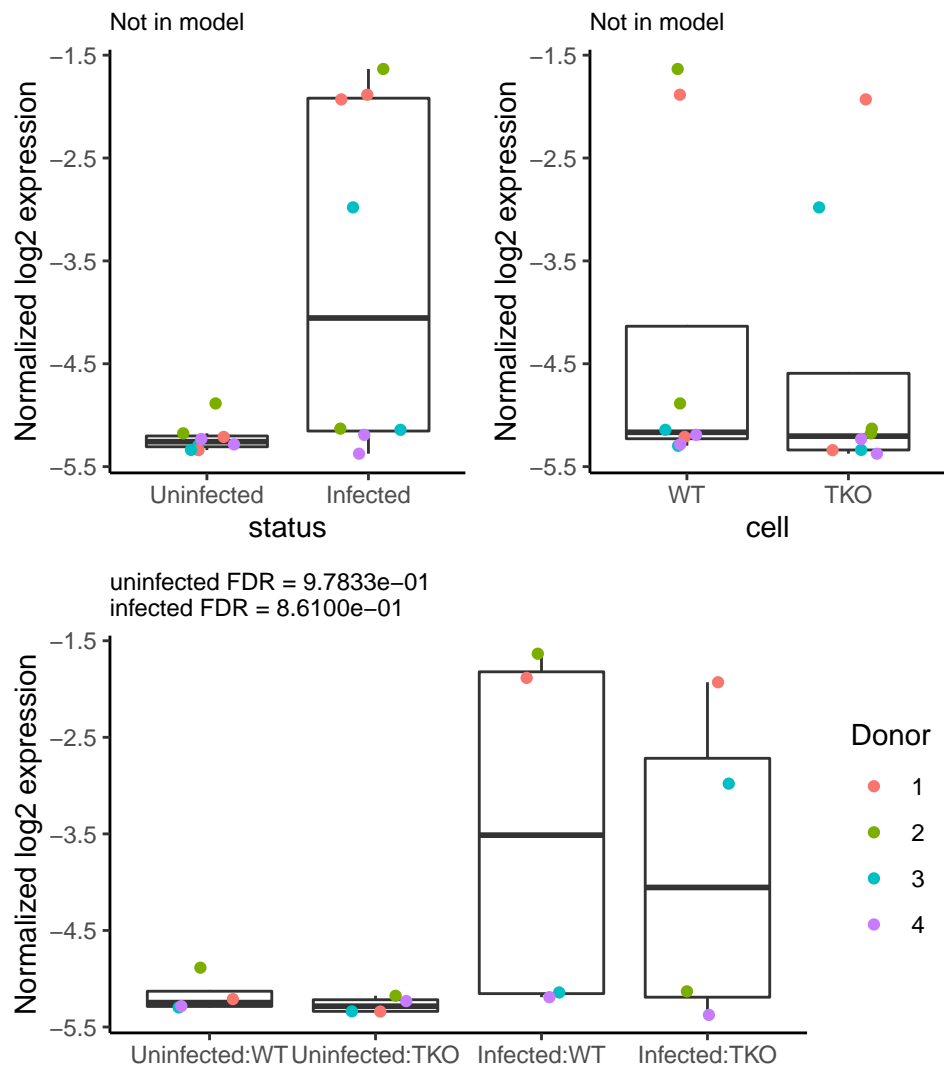 Not in model
Normalized log2 expression
−1.5
−2.5
−3.5
−4.5
−5.5
Uninfected Infected
status
Not in model
Normalized log2 expression
−1.5
−2.5
−3.5
−4.5
−5.5
WT TKO
cell
uninfected FDR = 9.7833e−01
infected FDR = 8.6100e−01
Normalized log2 expression
−1.5
−2.5
−3.5
−4.5
−5.5
Uninfected:WT Uninfected:TKO Infected:WT Infected:TKO
Donor
1
2
3
4